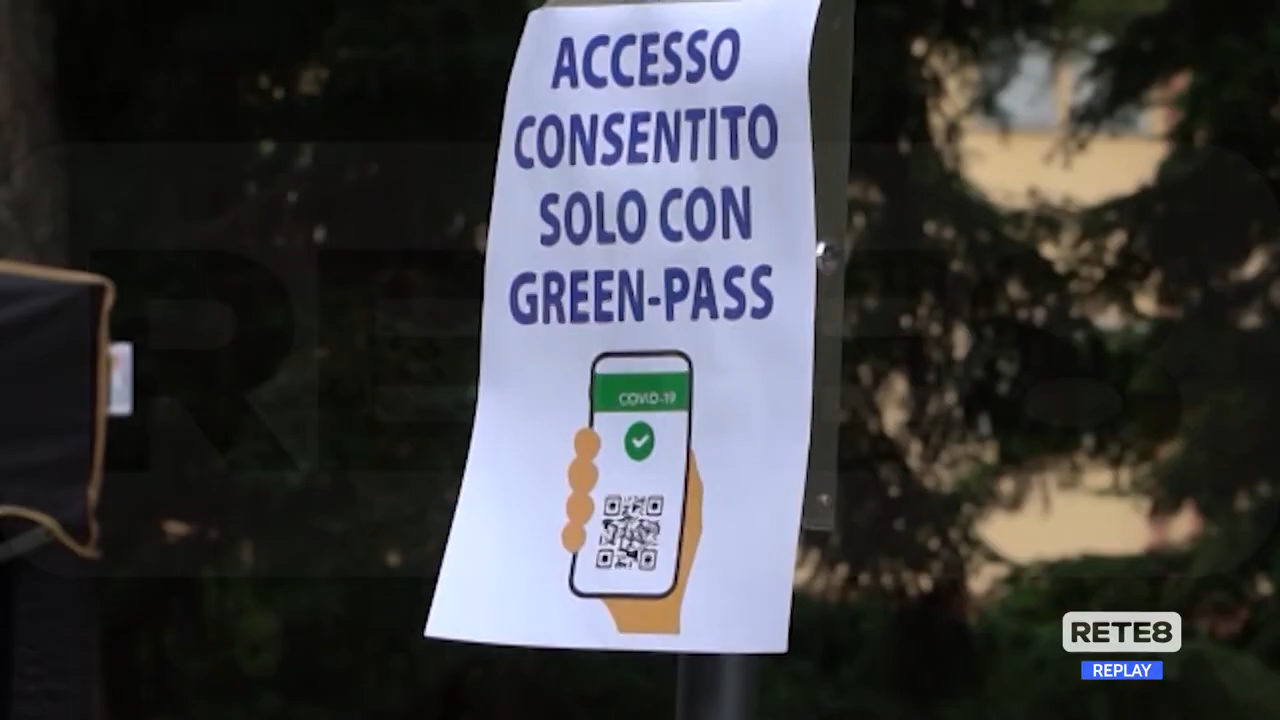 ACCESSO
CONSENTITO
SOLO CON
GREEN-PASS
COVID-19
RETE8
REPLAY